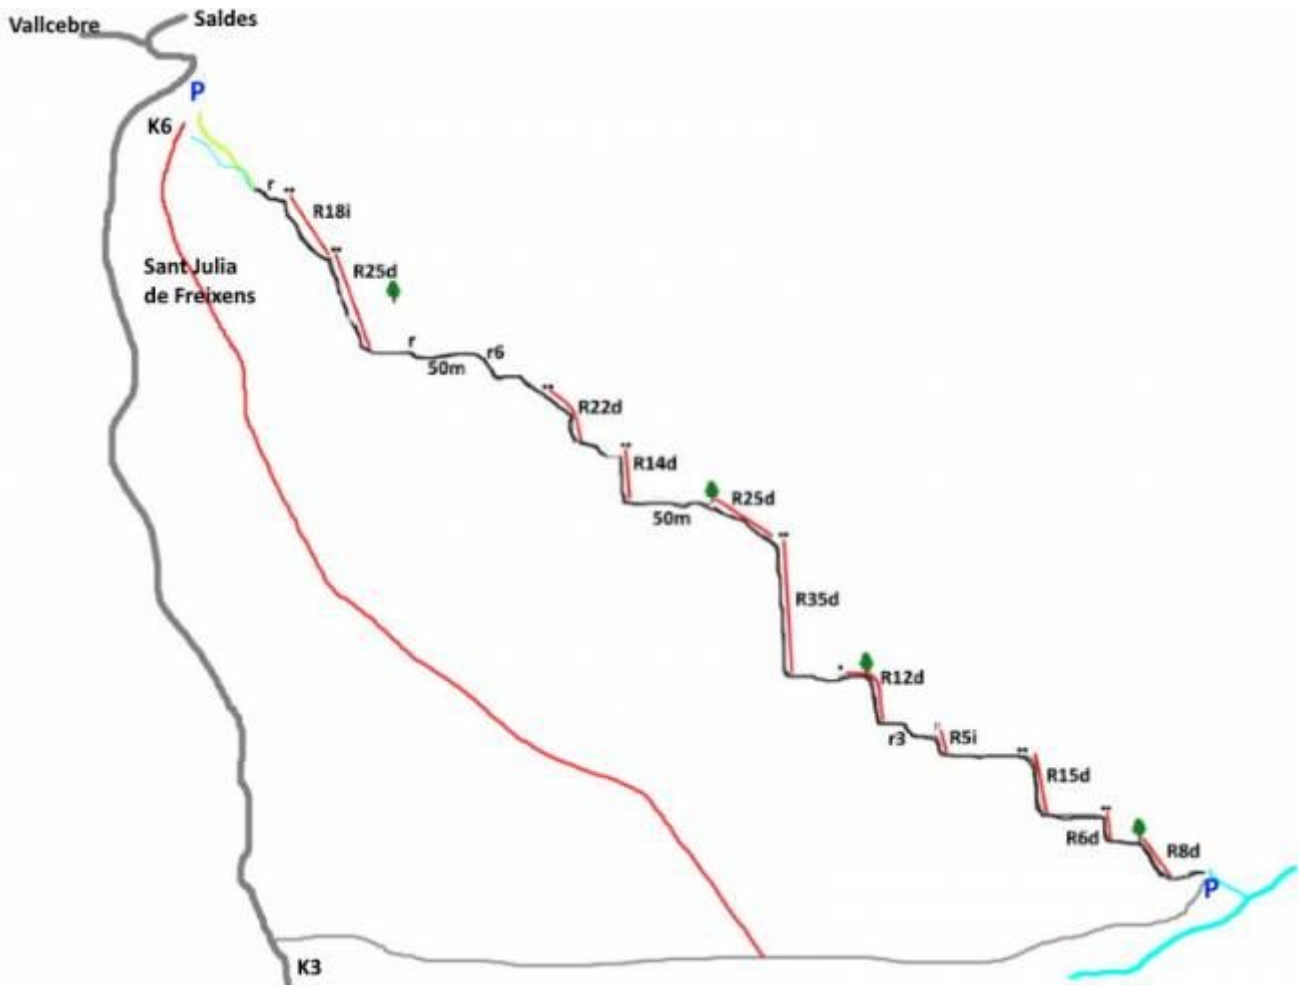 Vallcebre
Saldes
P
K6
r
R18i
Sant Julia
de Freixens
R25d
r
r6
50m
R22d
R14d
R25d
50m
R35d
R12d
r3
R5i
R15d
R6d
R8d
P
K3